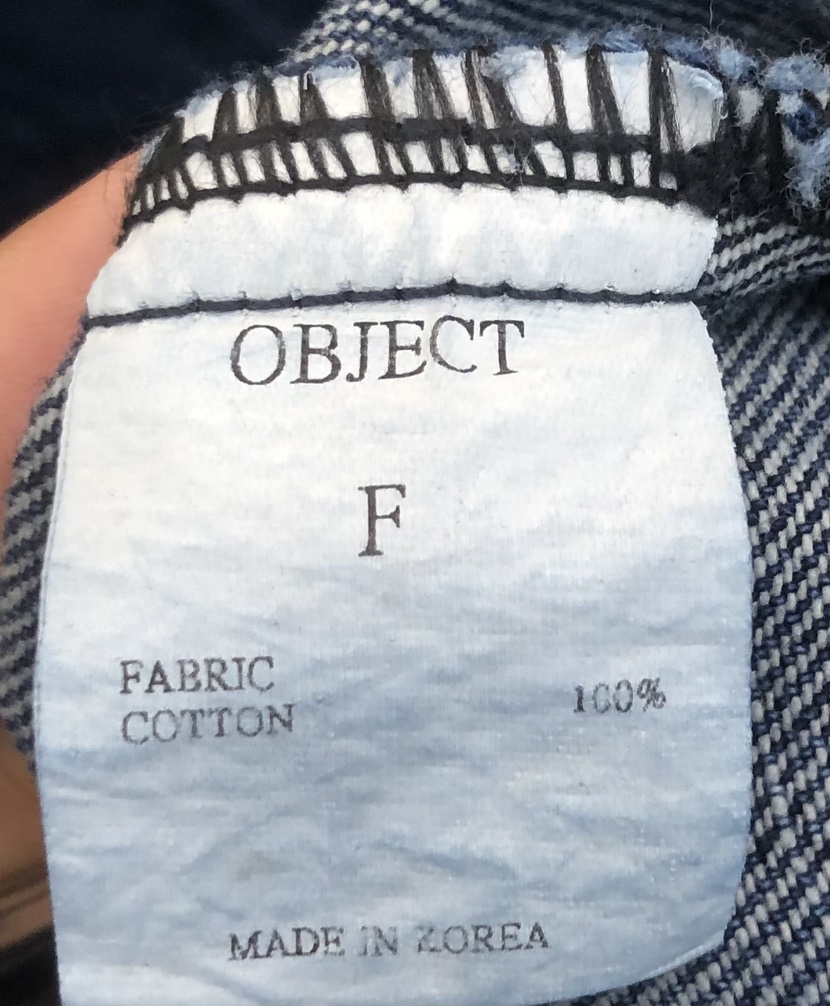 OBJECT
F
FABRIC
COTTON 100%
MADE IN KOREA